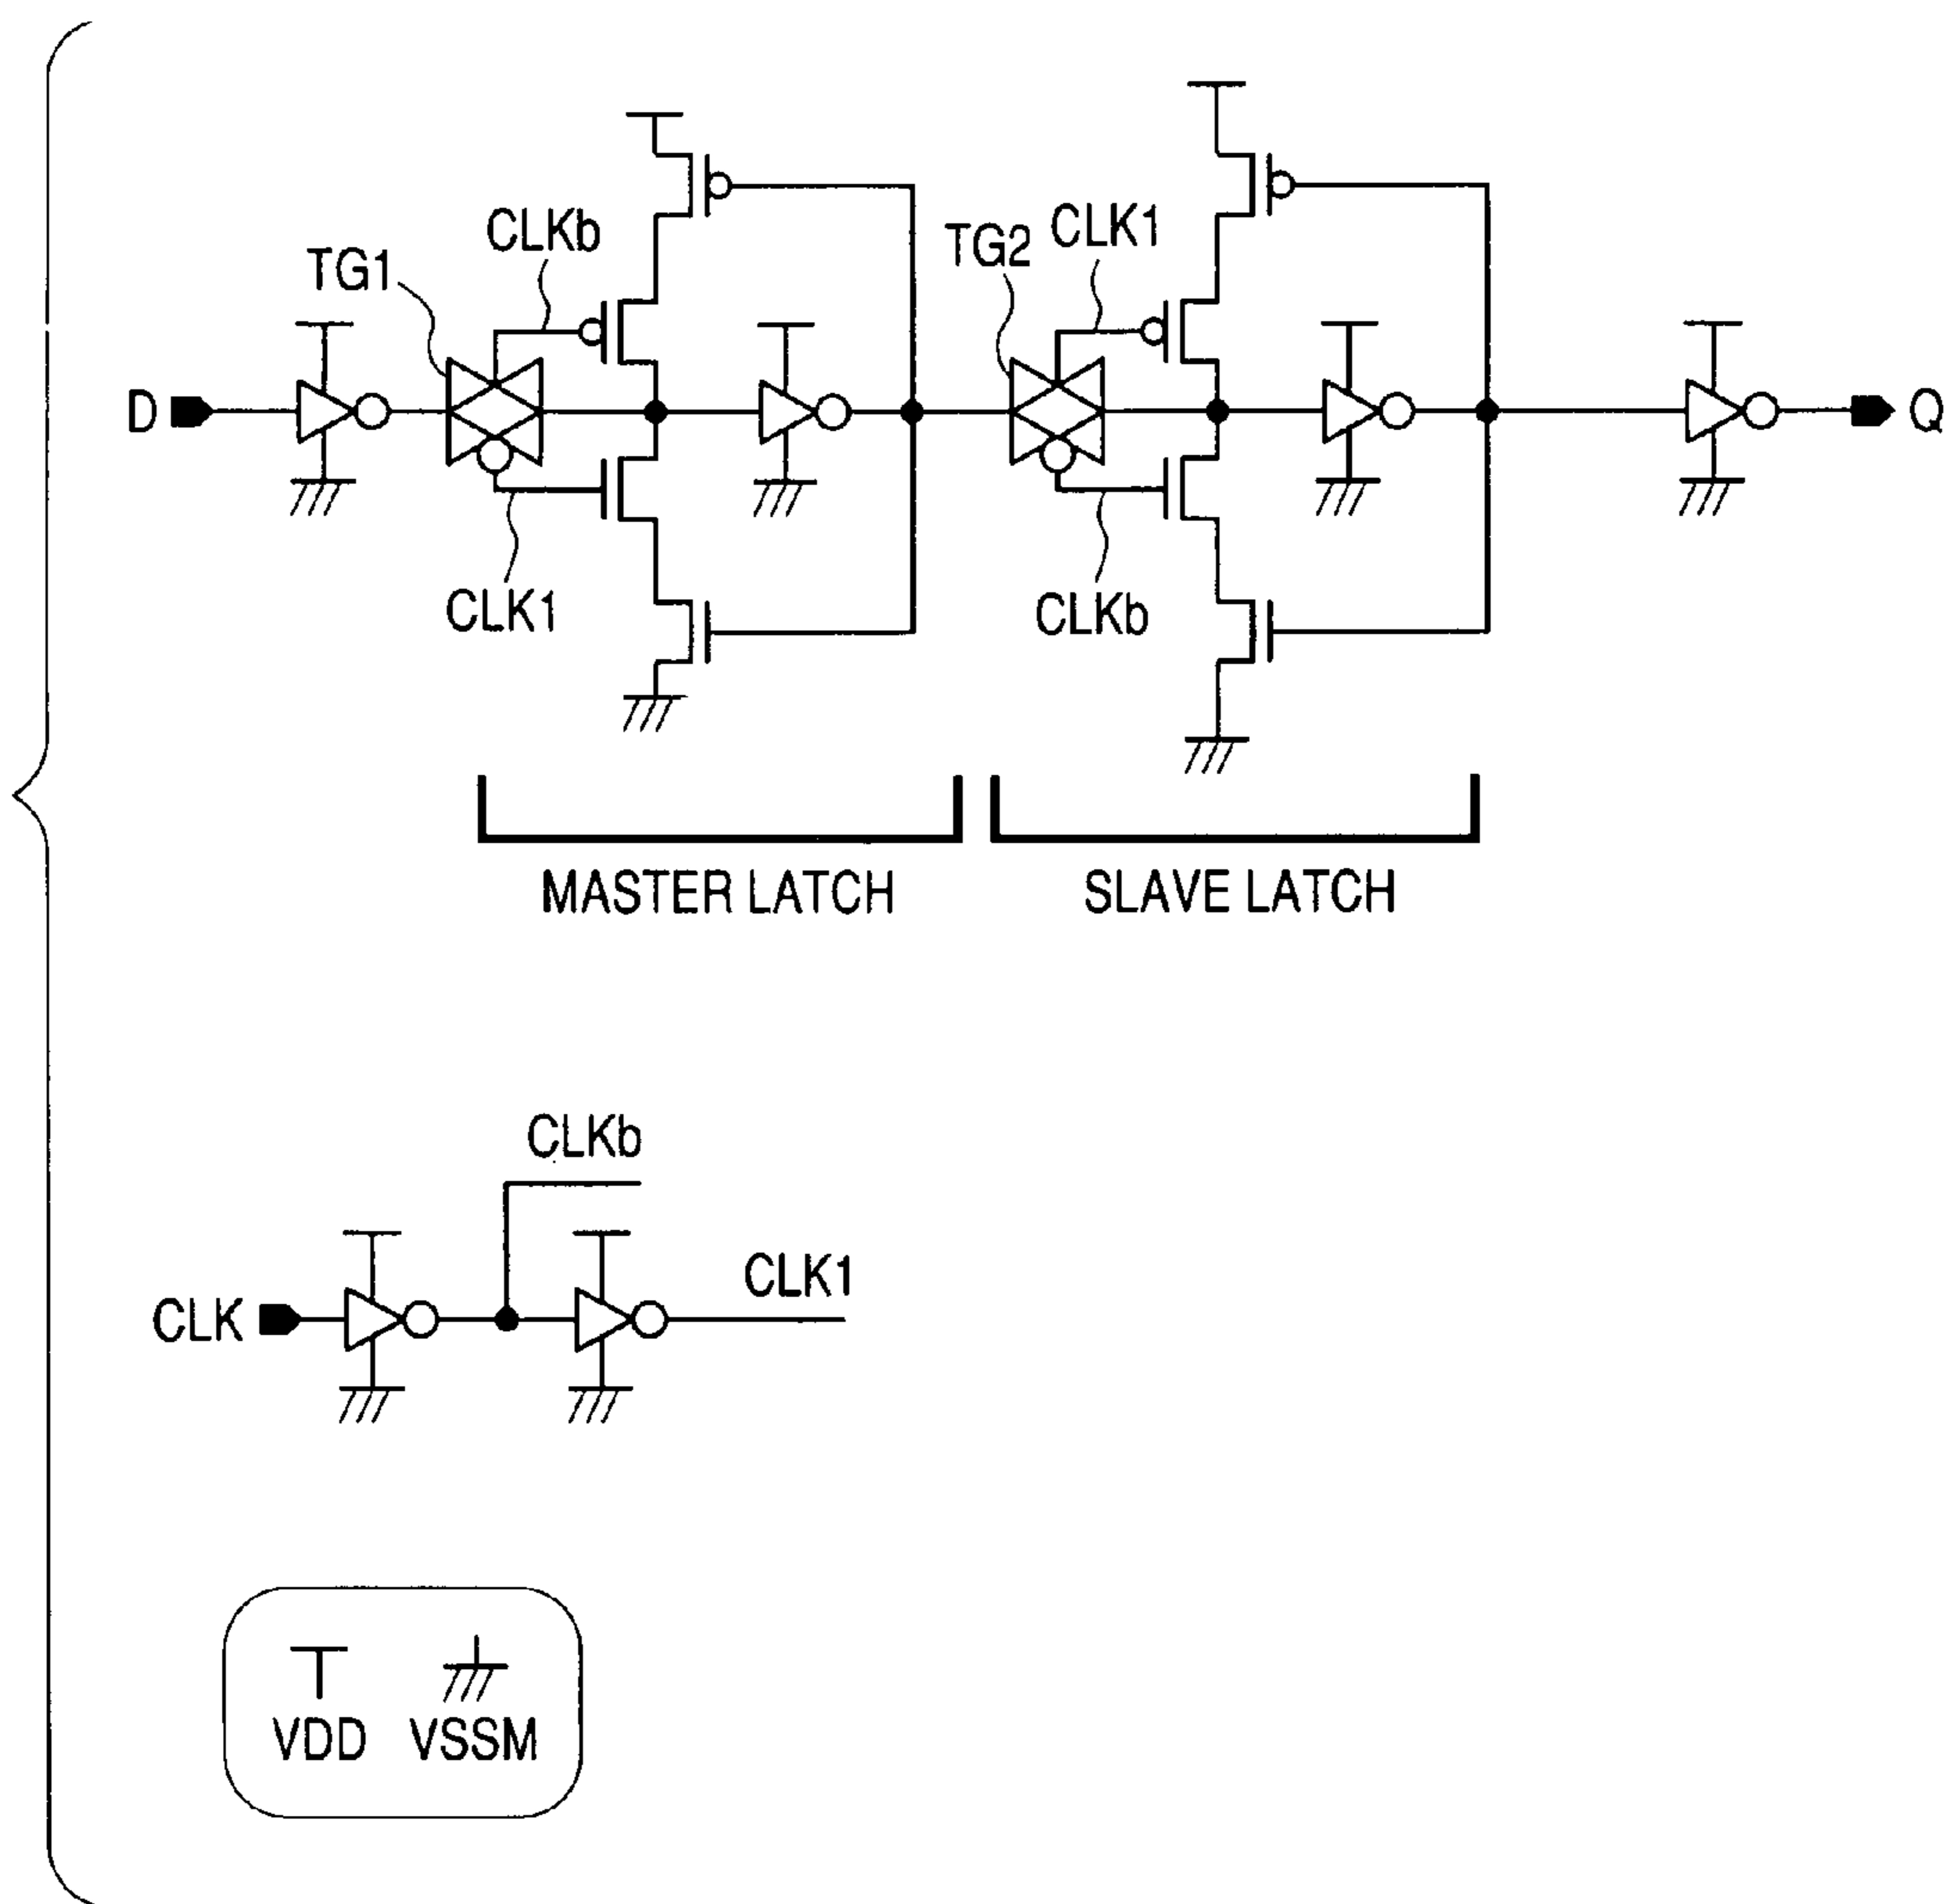 CLKb
TG2
CLK1
TG1
D
Q
CLK1
CLKb
MASTER LATCH
SLAVE LATCH
CLKb
CLK1
CLK
VDD
VSSM